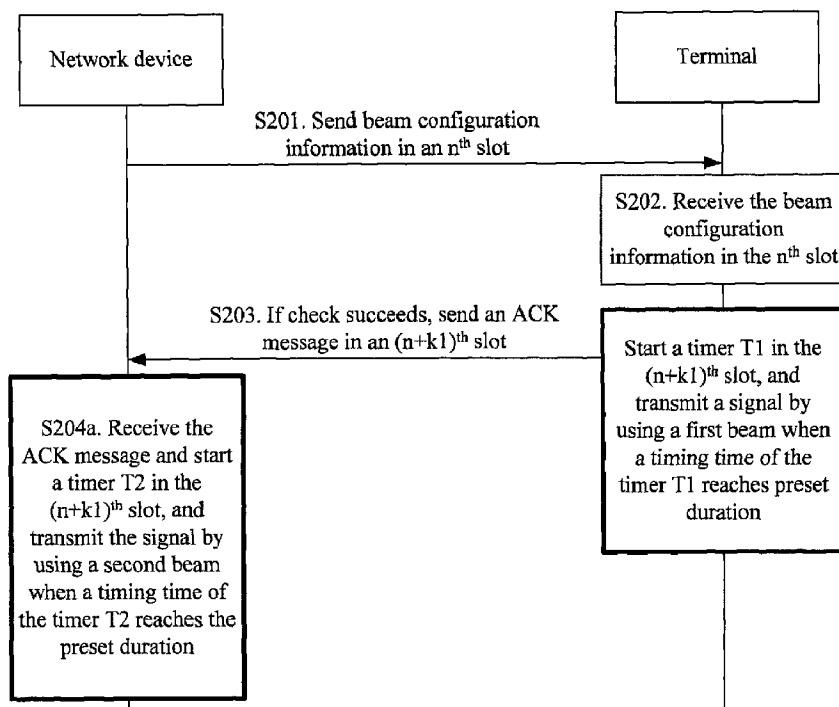 Network device
Terminal
S201. Send beam configuration
information in an nth slot
S202. Receive the beam
configuration
information in the nth slot
S203. If check succeeds, send an ACK
message in an (n+k1)th slot
Start a timer T1 in the
(n+k1)th slot, and
transmit a signal by
using a first beam when
a timing time of the
timer T1 reaches preset
duration
S204a. Receive the
ACK message and start
a timer T2 in the
(n+k1)th slot, and
transmit the signal by
using a second beam
when a timing time of
the timer T2 reaches the
preset duration